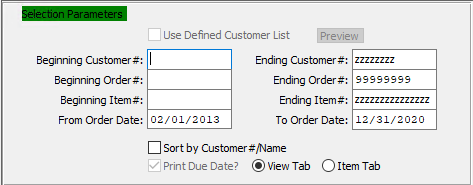 Selection Parameters
Use Defined Customer List Preview
Beginning Customer#: Ending Customer#: zzzzzzzz
Beginning Order#: Ending Order#: 99999999
Beginning Item#: Ending Item#: zzzzzzzzzzzzzzz
From Order Date: 02/01/2013 To Order Date: 12/31/2020
Sort by Customer#/Name
Print Due Date? View Tab Item Tab